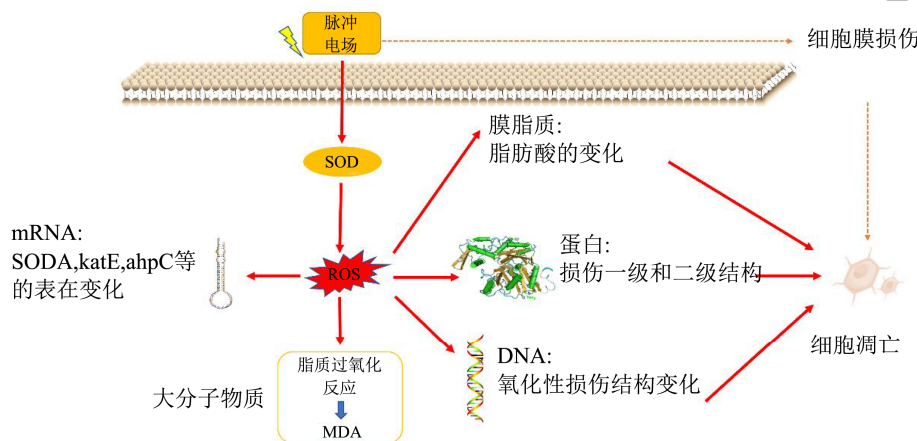 脉冲
电场
细胞膜损伤
膜脂质:
脂肪酸的变化
SOD
mRNA:
SODA,katE,ahpC等
的表在变化
ROS
蛋白:
损伤一级和二级结构
细胞凋亡
大分子物质
脂质过氧化
反应
MDA
DNA:
氧化性损伤结构变化